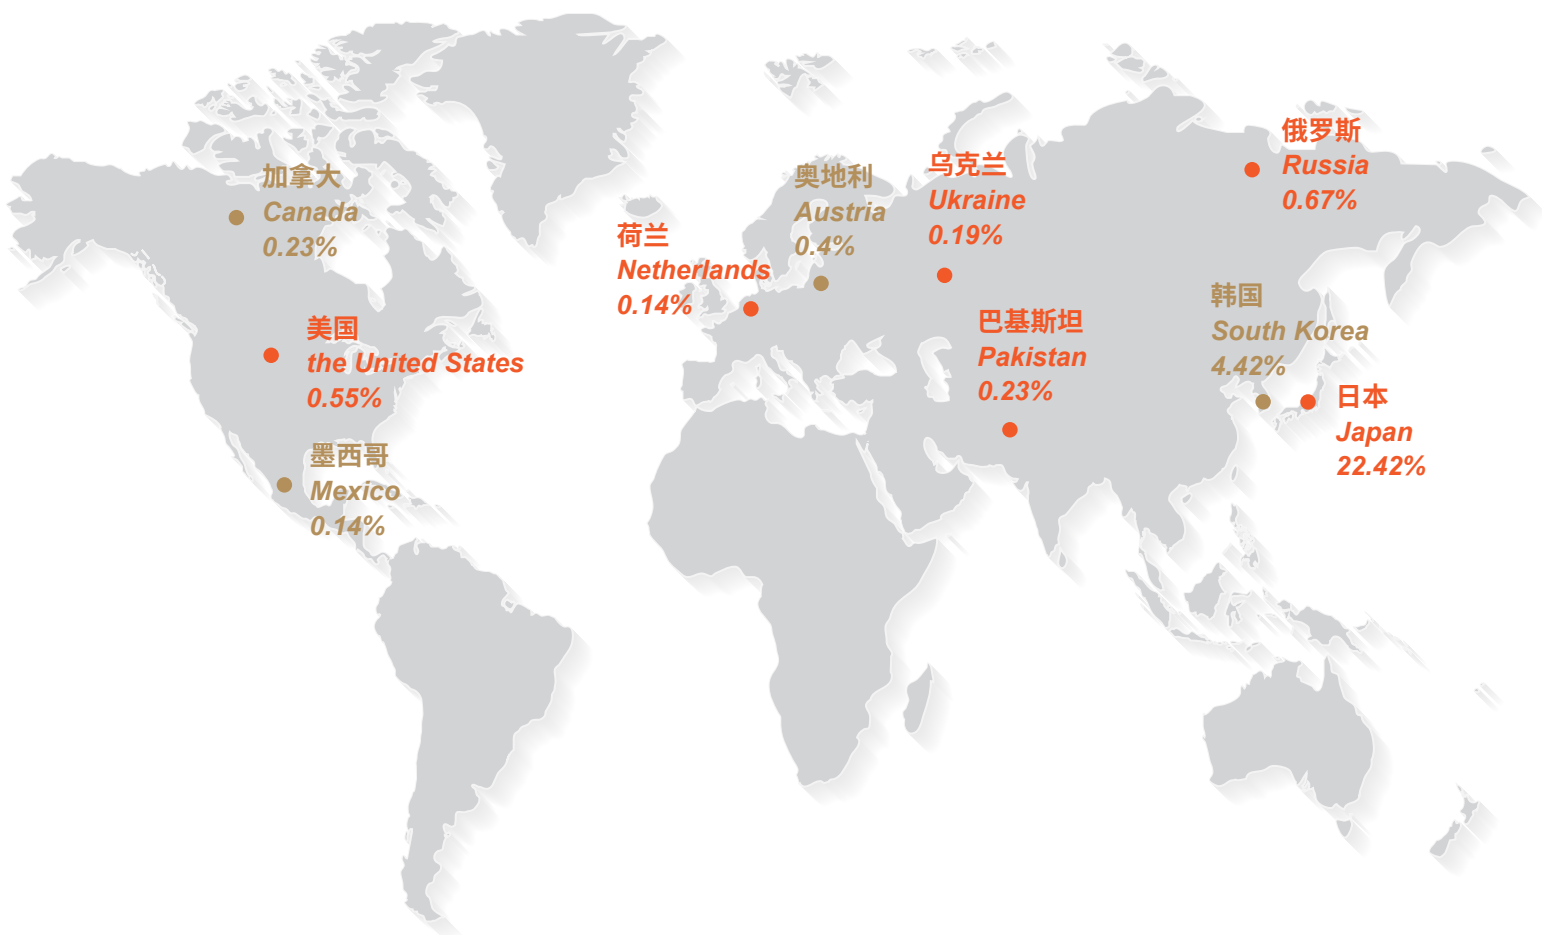 加拿大
Canada
0.23%
美国
the United States
0.55%
墨西哥
Mexico
0.14%
荷兰
Netherlands
0.14%
奥地利
Austria
0.4%
乌克兰
Ukraine
0.19%
巴基斯坦
Pakistan
0.23%
俄罗斯
Russia
0.67%
韩国
South Korea
4.42%
日本
Japan
22.42%